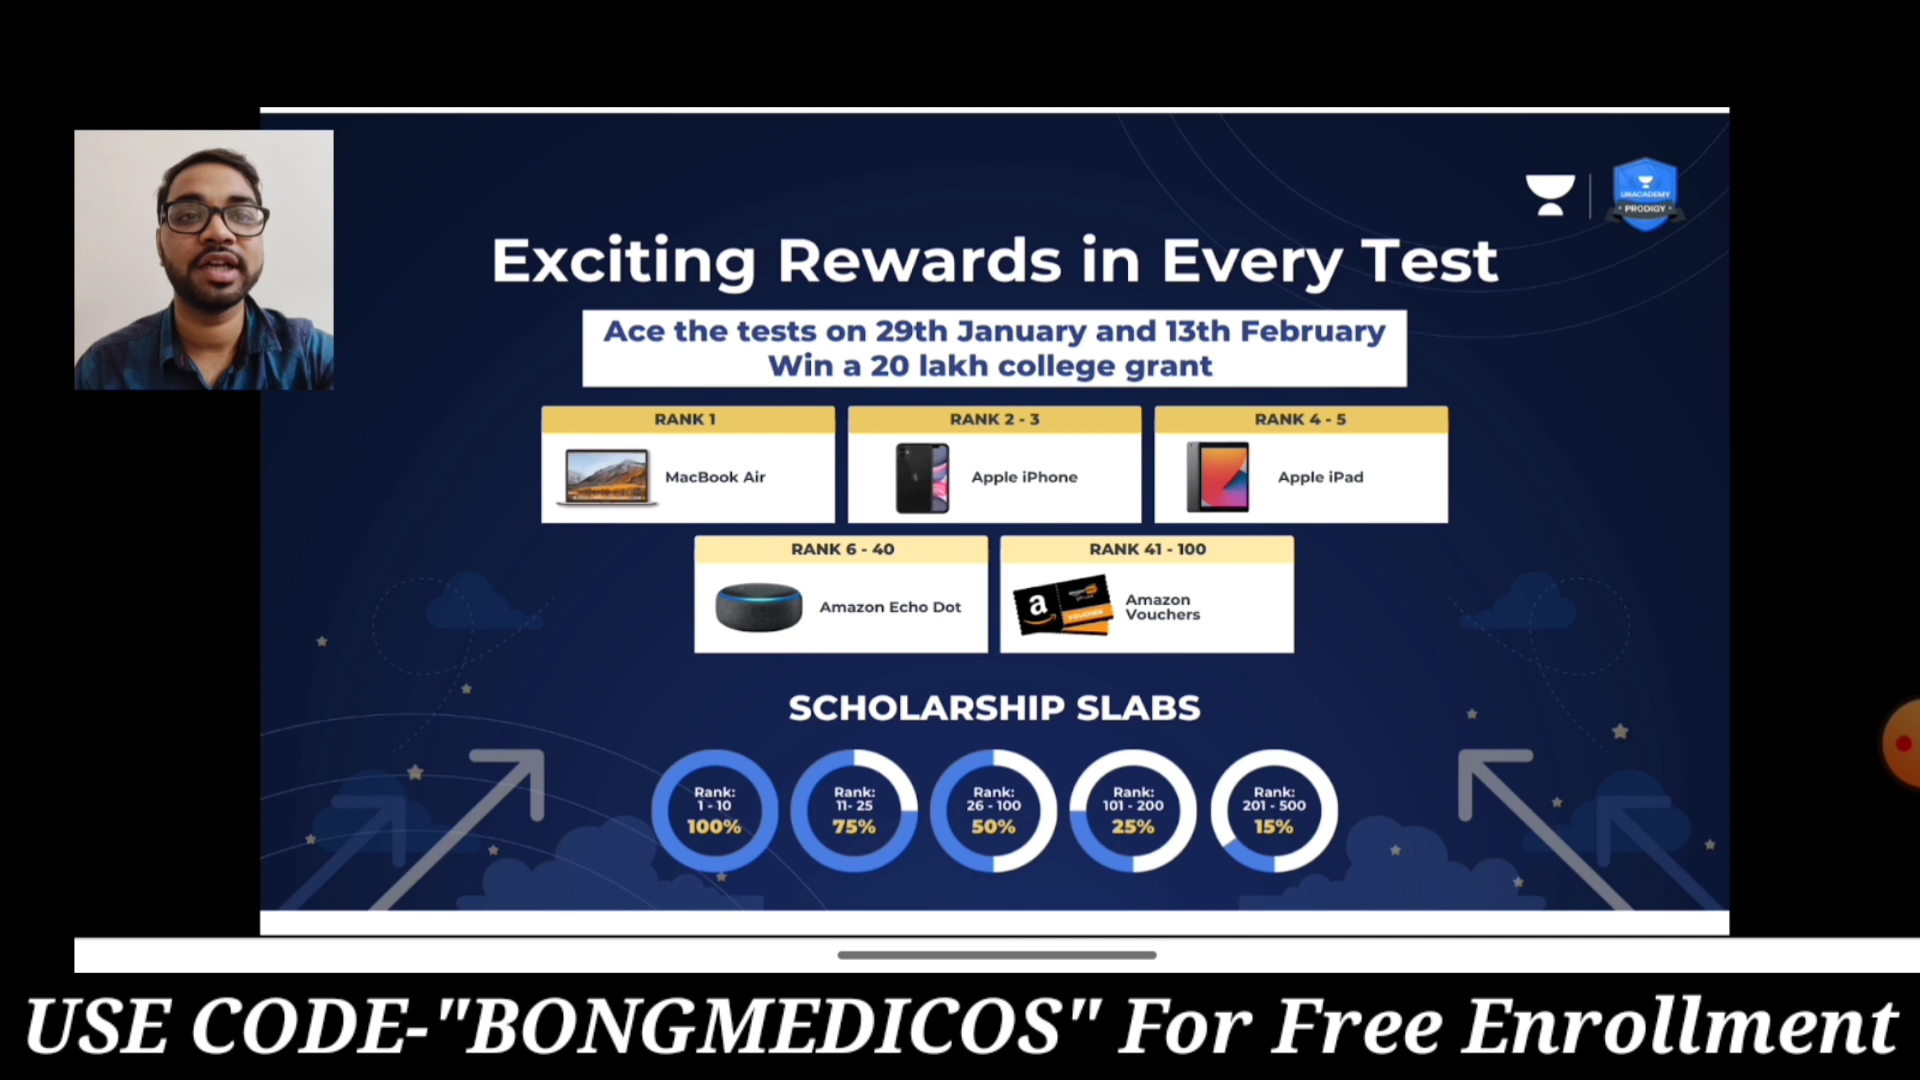 UNACADEMY
PRODIGY
Exciting Rewards in Every Test
Ace the tests on 29th January and 13th February
Win a 20 lakh college grant
RANK 1
MacBook Air
RANK 2 - 3
Apple iPhone
RANK 4 - 5
Apple iPad
RANK 6 - 40
Amazon Echo Dot
RANK 41 - 100
a
VOUCHER
Amazon
Vouchers
SCHOLARSHIP SLABS
Rank:
1 - 10
100%
Rank:
11- 25
75%
Rank:
26 - 100
50%
Rank:
101 - 200
25%
Rank:
201 - 500
15%
USE CODE-"BONGMEDICOS" For Free Enrollment